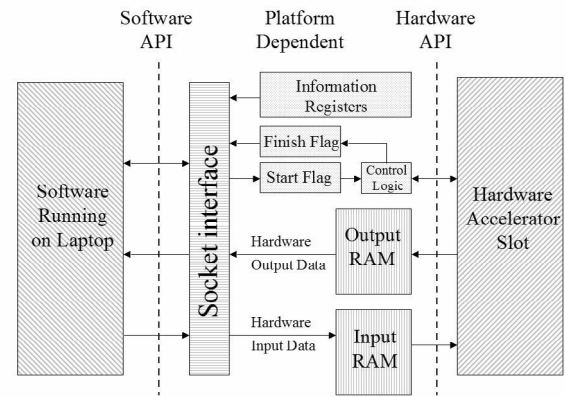 Software
API
Platform
Dependent
Hardware
API
Information
Registers
Finish Flag
Start Flag
Control
Logic
Software
Running
on Laptop
Socket interface
Hardware
Accelerator
Slot
Hardware
Output Data
Output
RAM
Hardware
Input Data
Input
RAM